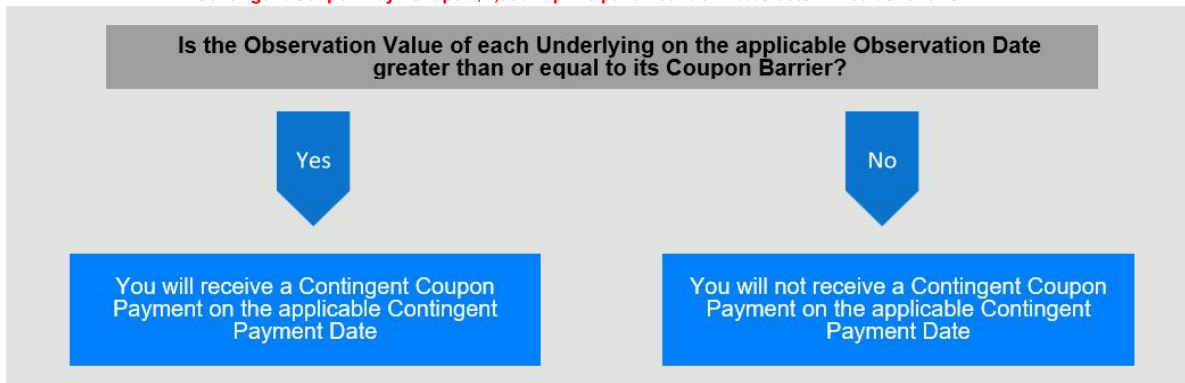 Is the Observation Value of each Underlying on the applicable Observation Date
greater than or equal to its Coupon Barrier?
Yes
No
You will receive a Contingent Coupon
Payment on the applicable Contingent
Payment Date
You will not receive a Contingent Coupon
Payment on the applicable Contingent
Payment Date